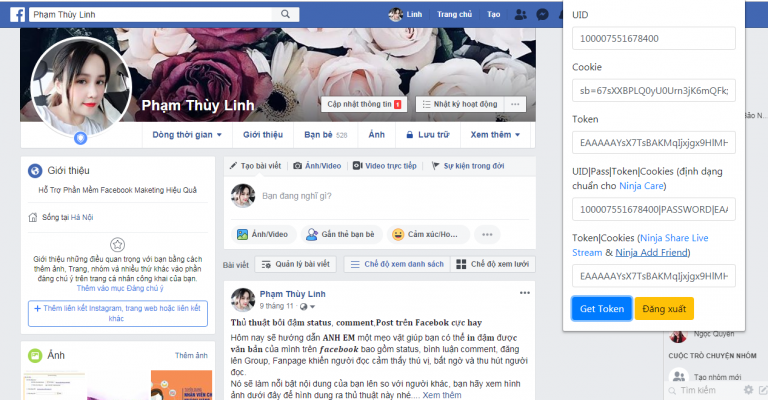 Phạm Thùy Linh
Linh Trang chủ Tạo
Phạm Thùy Linh
Cập nhật thông tin 1
Nhật ký hoạt động
Dòng thời gian Giới thiệu Bạn bè 528 Ảnh Lưu trữ Xem thêm
Giới thiệu
Hỗ Trợ Phần Mềm Facebook Maketing Hiệu Quả
Sống tại Hà Nội
Giới thiệu những điều quan trọng với bạn bằng cách
thêm ảnh, Trang, nhóm và nhiều thứ khác vào phần
đáng chú ý trên trang cá nhân công khai của bạn.
Thêm vào mục Đáng chú ý
+ Thêm liên kết Instagram, trang web hoặc liên kết
khác
Ảnh
Thêm ảnh
Tạo bài viết Ảnh/Video Video trực tiếp Sự kiện trong đời
Bạn đang nghĩ gì?
Ảnh/Video Gắn thẻ bạn bè Cảm xúc/Ho...
Bài viết Quản lý bài viết Chế độ xem danh sách Chế độ xem lưới
Phạm Thùy Linh
9 tháng 11
Thủ thuật bôi đậm status, comment,Post trên Facebok cực hay
Hôm nay sẽ hướng dẫn ANH EM một mẹo vặt giúp bạn có thể in đậm được
văn bản của mình trên facebook bao gồm status, bình luận comment, đăng
lên Group, Fanpage khiến người đọc cảm thấy thú vị, bất ngờ và thu hút người
đọc.
Nó sẽ làm nổi bật nội dung của bạn lên so với người khác, bạn hãy xem hình
ảnh dưới đây để hình dung ra thủ thuật này nhé.... Xem thêm
UID
100007551678400
Cookie
sb=67sXXBPLQ0yU0Urn3jK6mQFk;
Token
EAAAAAYsX7TsBAKMqIjxjgx9HlMH
UID|Pass|Token|Cookies (định dạng
chuẩn cho Ninja Care)
100007551678400|PASSWORD|EAA
Token|Cookies (Ninja Share Live
Stream & Ninja Add Friend)
EAAAAAYsX7TsBAKMqIjxjgx9HlMH
Get Token Đăng xuất
Ngọc Quyên
CUỘC TRÒ CHUYỆN NHÓM
Tạo nhóm mới
Tìm kiếm